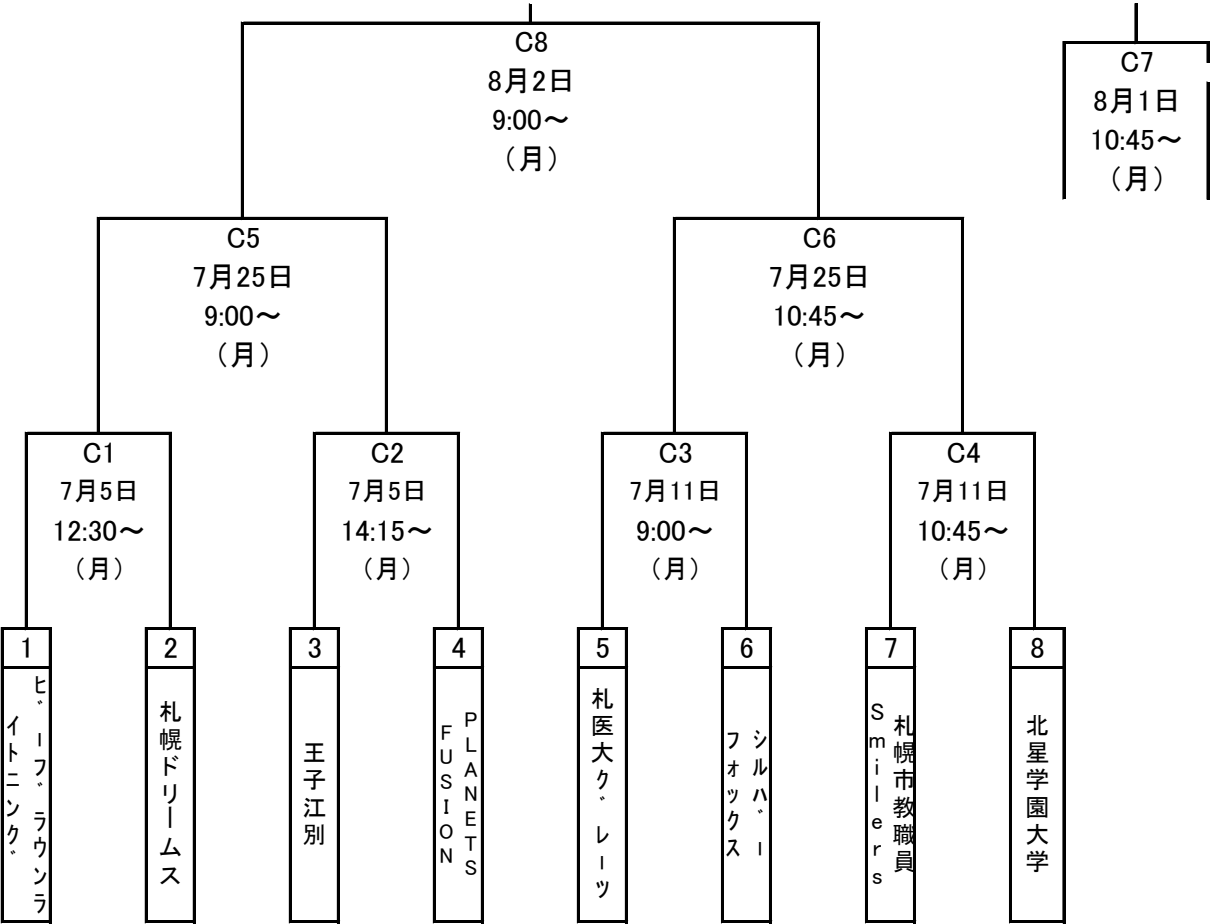 C8
8月2日
9:00～
（月）
C7
8月1日
10:45～
（月）
C5
7月25日
9:00～
（月）
C6
7月25日
10:45～
（月）
C1
7月5日
12:30～
（月）
C2
7月5日
14:15～
（月）
C3
7月11日
9:00～
（月）
C4
7月11日
10:45～
（月）
1
2
3
4
5
6
7
8
ビーフブラウンラ
イトニング
札幌ドリームス
王子江別
PLANETS
FUSION
札医大グレーツ
シルバー
フォックス
札幌市教職員
Smilers
北星学園大学